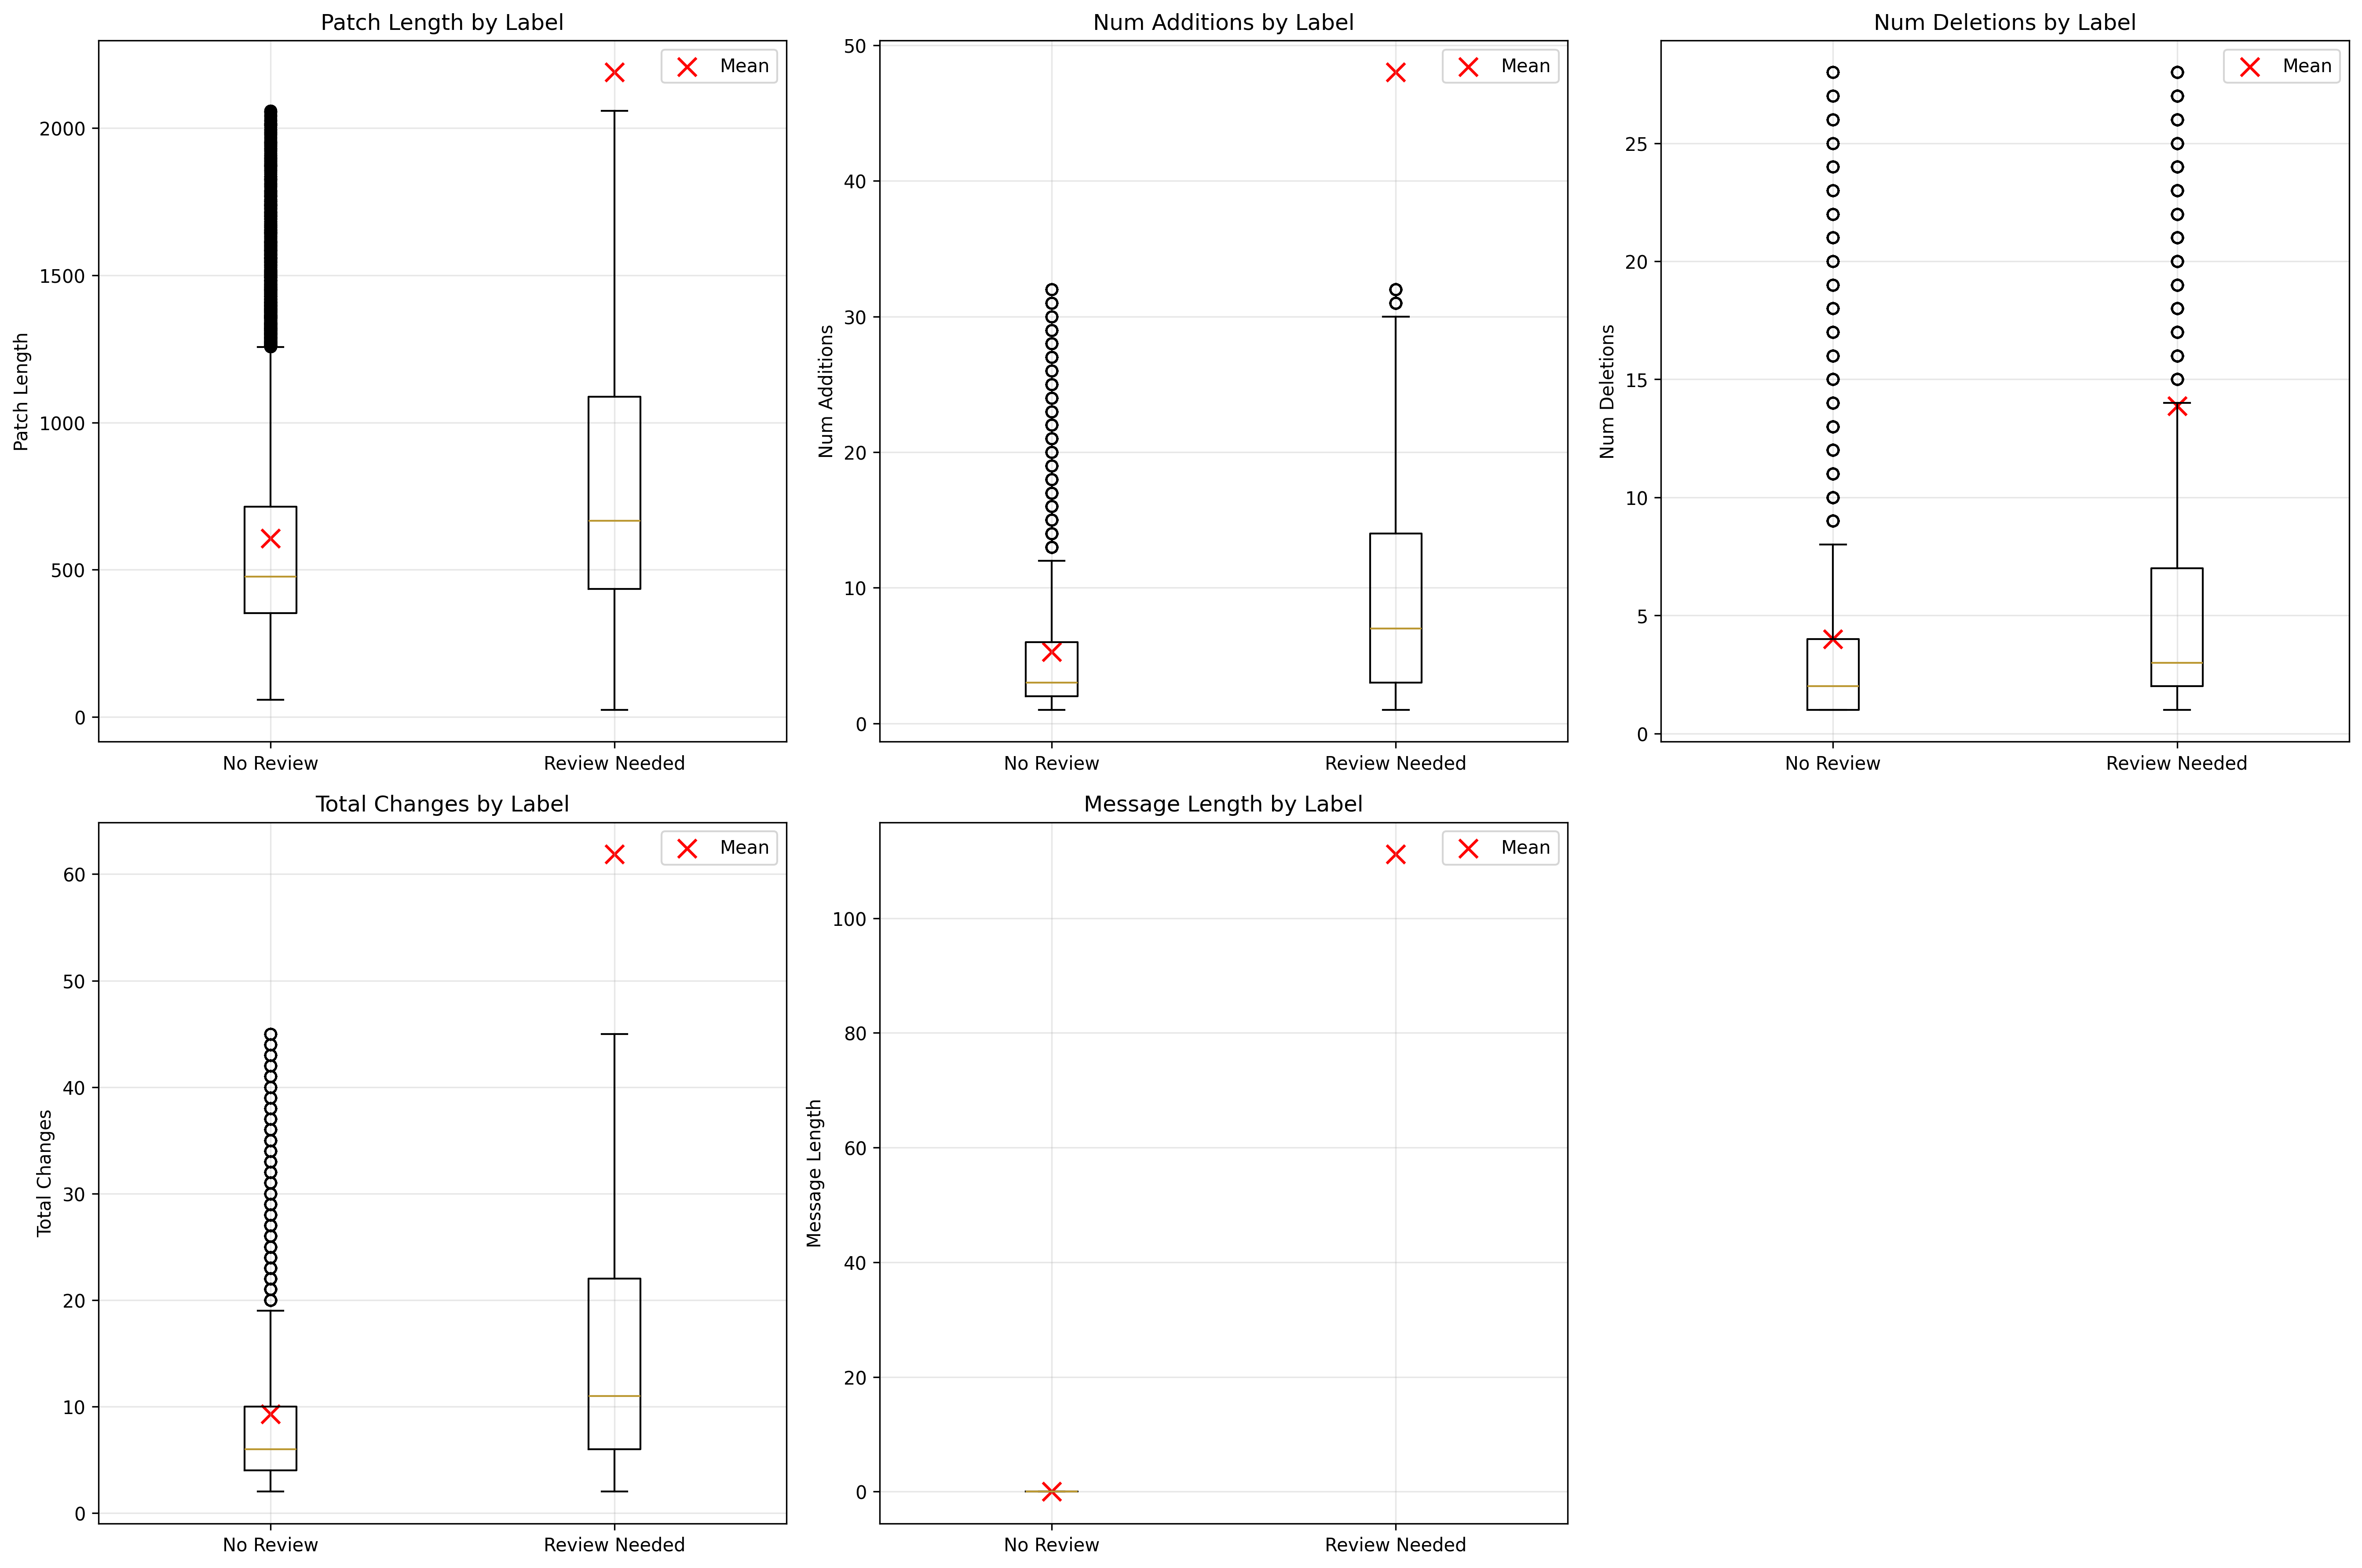 Patch Length by Label
Mean
2000
1500
1000
500
0
Patch Length
No Review
Review Needed
Num Additions by Label
Mean
50
40
30
20
10
0
Num Additions
No Review
Review Needed
Num Deletions by Label
Mean
25
20
15
10
5
0
Num Deletions
No Review
Review Needed
Total Changes by Label
Mean
60
50
40
30
20
10
0
Total Changes
No Review
Review Needed
Message Length by Label
Mean
100
80
60
40
20
0
Message Length
No Review
Review Needed